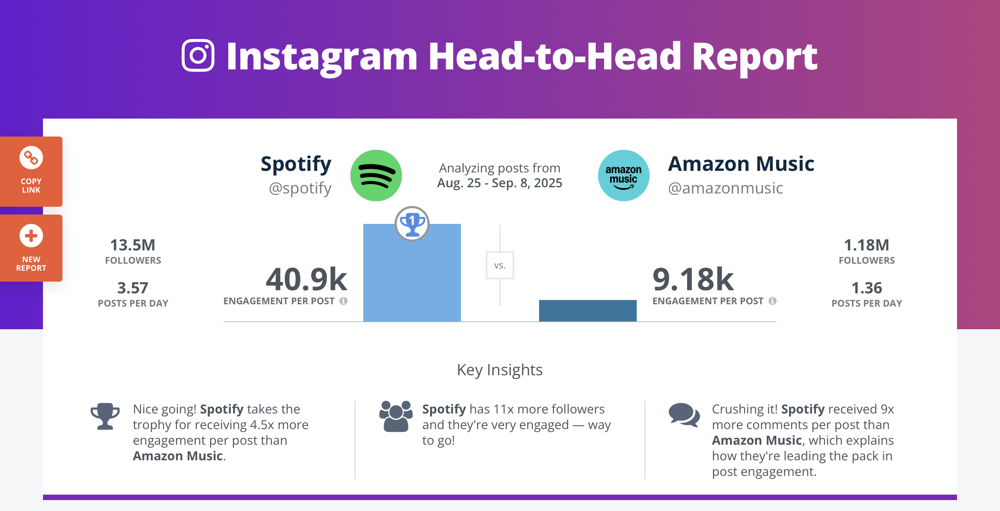 Instagram Head-to-Head Report
COPY
LINK
NEW
REPORT
Spotify
@spotify
Analyzing posts from
Aug. 25 - Sep. 8, 2025
amazon
music
Amazon Music
@amazonmusic
13.5M
FOLLOWERS
3.57
POSTS PER DAY
40.9k
ENGAGEMENT PER POST
1
vs.
9.18k
ENGAGEMENT PER POST
1.18M
FOLLOWERS
1.36
POSTS PER DAY
Key Insights
Nice going! Spotify takes the
trophy for receiving 4.5x more
engagement per post than
Amazon Music.
Spotify has 11x more followers
and they're very engaged — way
to go!
Crushing it! Spotify received 9x
more comments per post than
Amazon Music, which explains
how they're leading the pack in
post engagement.